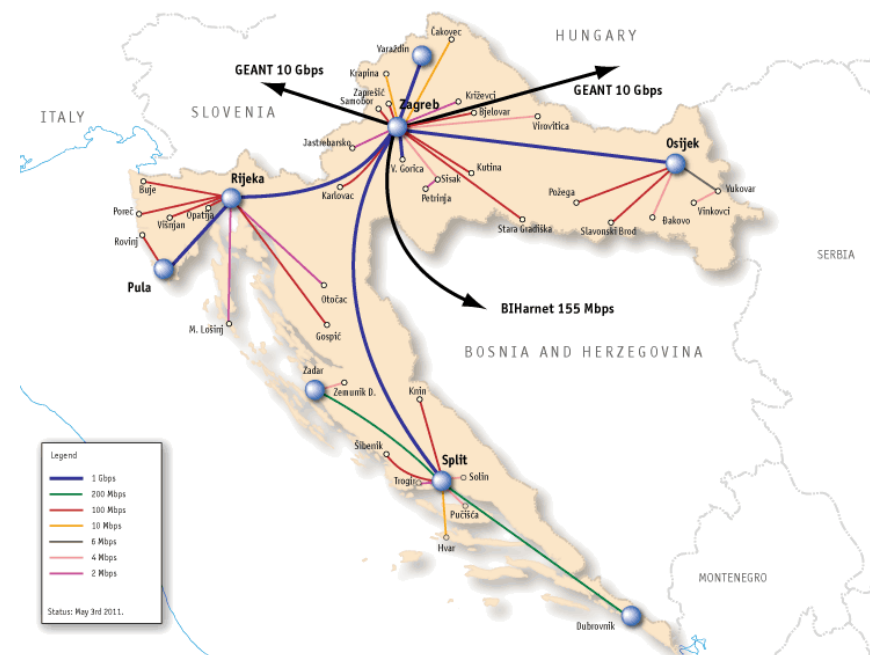 Čakovec
HUNGARY
Varaždin
GEANT 10 Gbps
Krapina
GEANT 10 Gbps
Zaprešić
Samobor
Zagreb
Križevci
Bjelovar
Virovitica
ITALY
SLOVENIA
Jastrebarsko
V. Gorica
Osijek
Rijeka
Kutina
Sisak
Petrinja
Karlovac
Buje
Poreč
Opatija
Višnjan
Rovinj
Požega
Vukovar
Vinkovci
Đakovo
Slavonski Brod
Stara Gradiška
SERBIA
Pula
Otočac
BIHarnet 155 Mbps
M. Lošinj
Gospić
BOSNIA AND HERZEGOVINA
Zadar
Zemunik D.
Knin
Šibenik
Split
Trogir
Solin
Pučišća
Hvar
Legend
1 Gbps
200 Mbps
100 Mbps
10 Mbps
6 Mbps
4 Mbps
2 Mbps
Status: May 3rd 2011.
MONTENEGRO
Dubrovnik